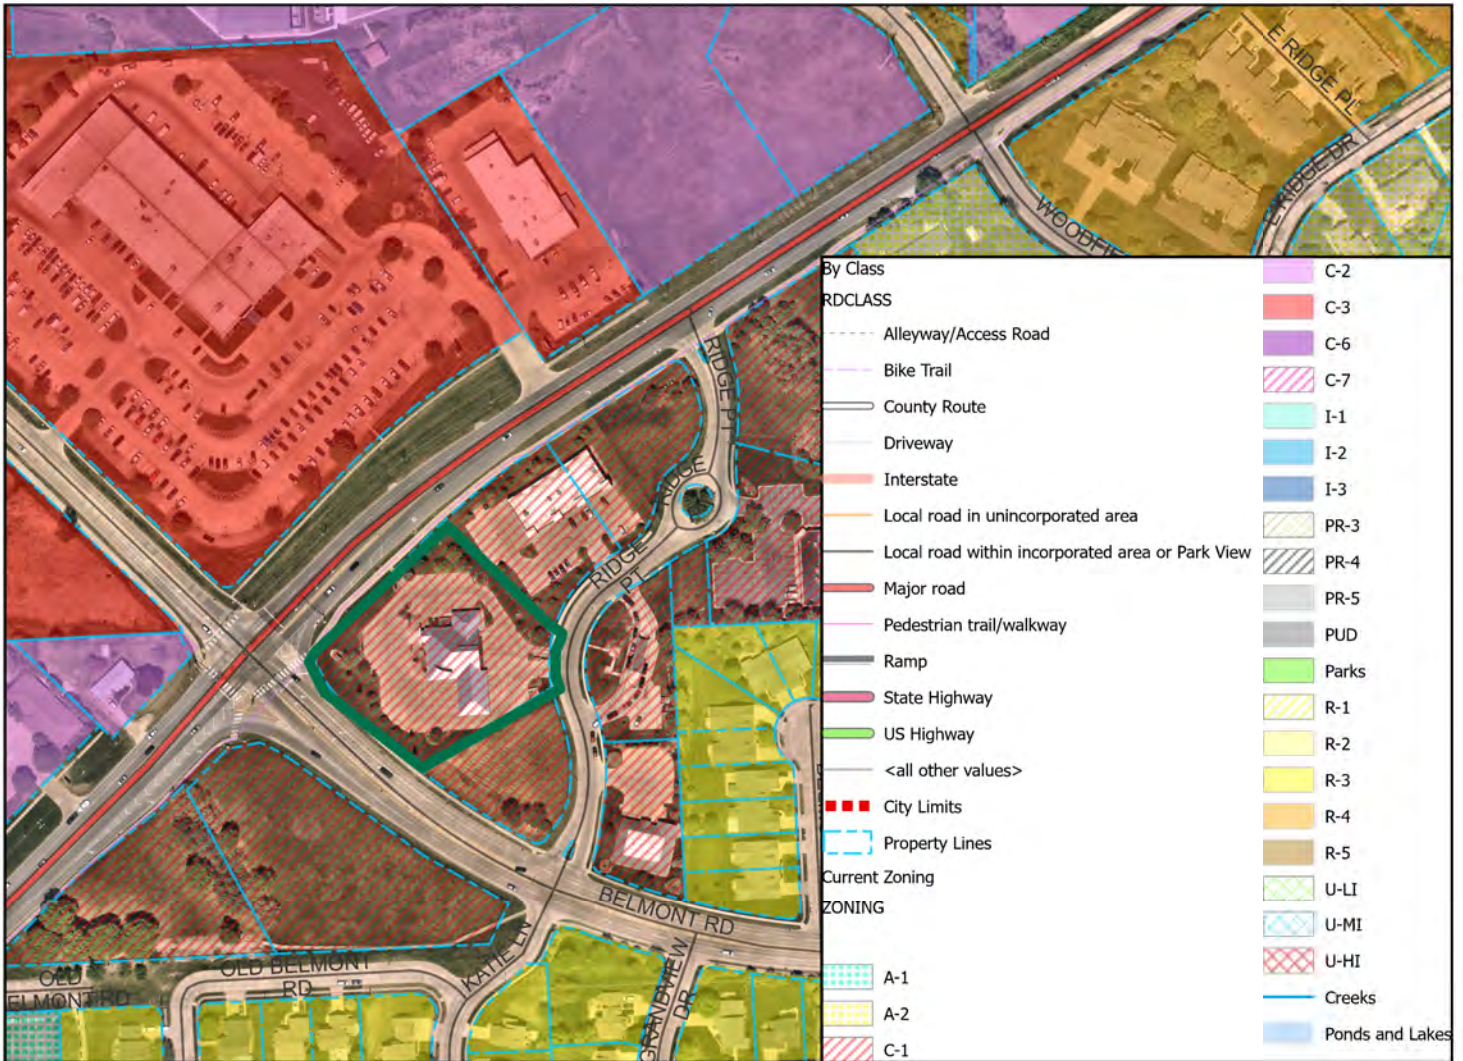 E RIDGE PL
E RIDGE DR
WOODFIE
RIDGE PT
RIDGE
RIDGE
PT
BELMONT RD
OLD BELMONT
RD
OLD
ELMONT RD
KATIE LN
GRANDVIEW
DR
By Class
RDCLASS
Alleyway/Access Road
Bike Trail
County Route
Driveway
Interstate
Local road in unincorporated area
Local road within incorporated area or Park View
Major road
Pedestrian trail/walkway
Ramp
State Highway
US Highway
<all other values>
City Limits
Property Lines
Current Zoning
ZONING
A-1
A-2
C-1
C-2
C-3
C-6
C-7
I-1
I-2
I-3
PR-3
PR-4
PR-5
PUD
Parks
R-1
R-2
R-3
R-4
R-5
U-LI
U-MI
U-HI
Creeks
Ponds and Lakes